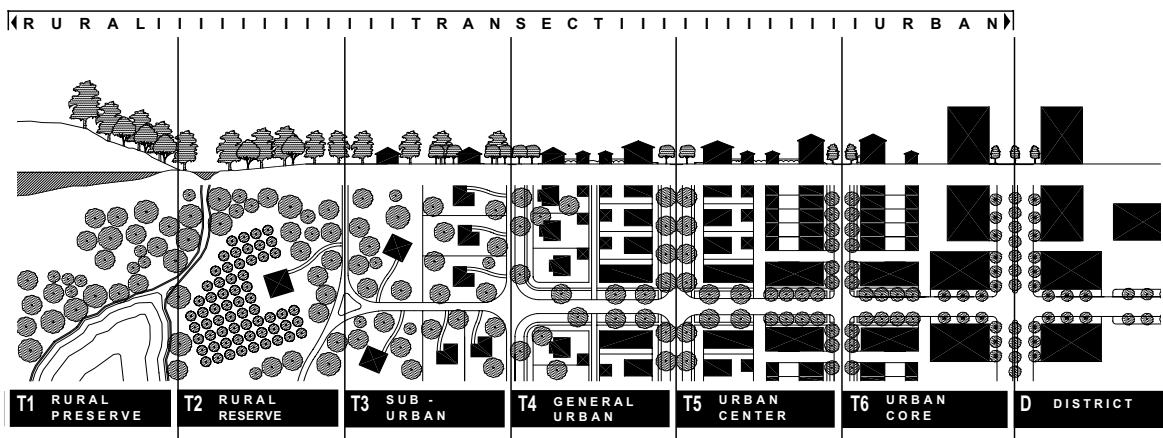 RURAL I I I I I I I I I I I I I TRANSECT I I I I I I I I I I I I I URBAN
T1 RURAL PRESERVE
T2 RURAL RESERVE
T3 SUB-URBAN
T4 GENERAL URBAN
T5 URBAN CENTER
T6 URBAN CORE
D DISTRICT